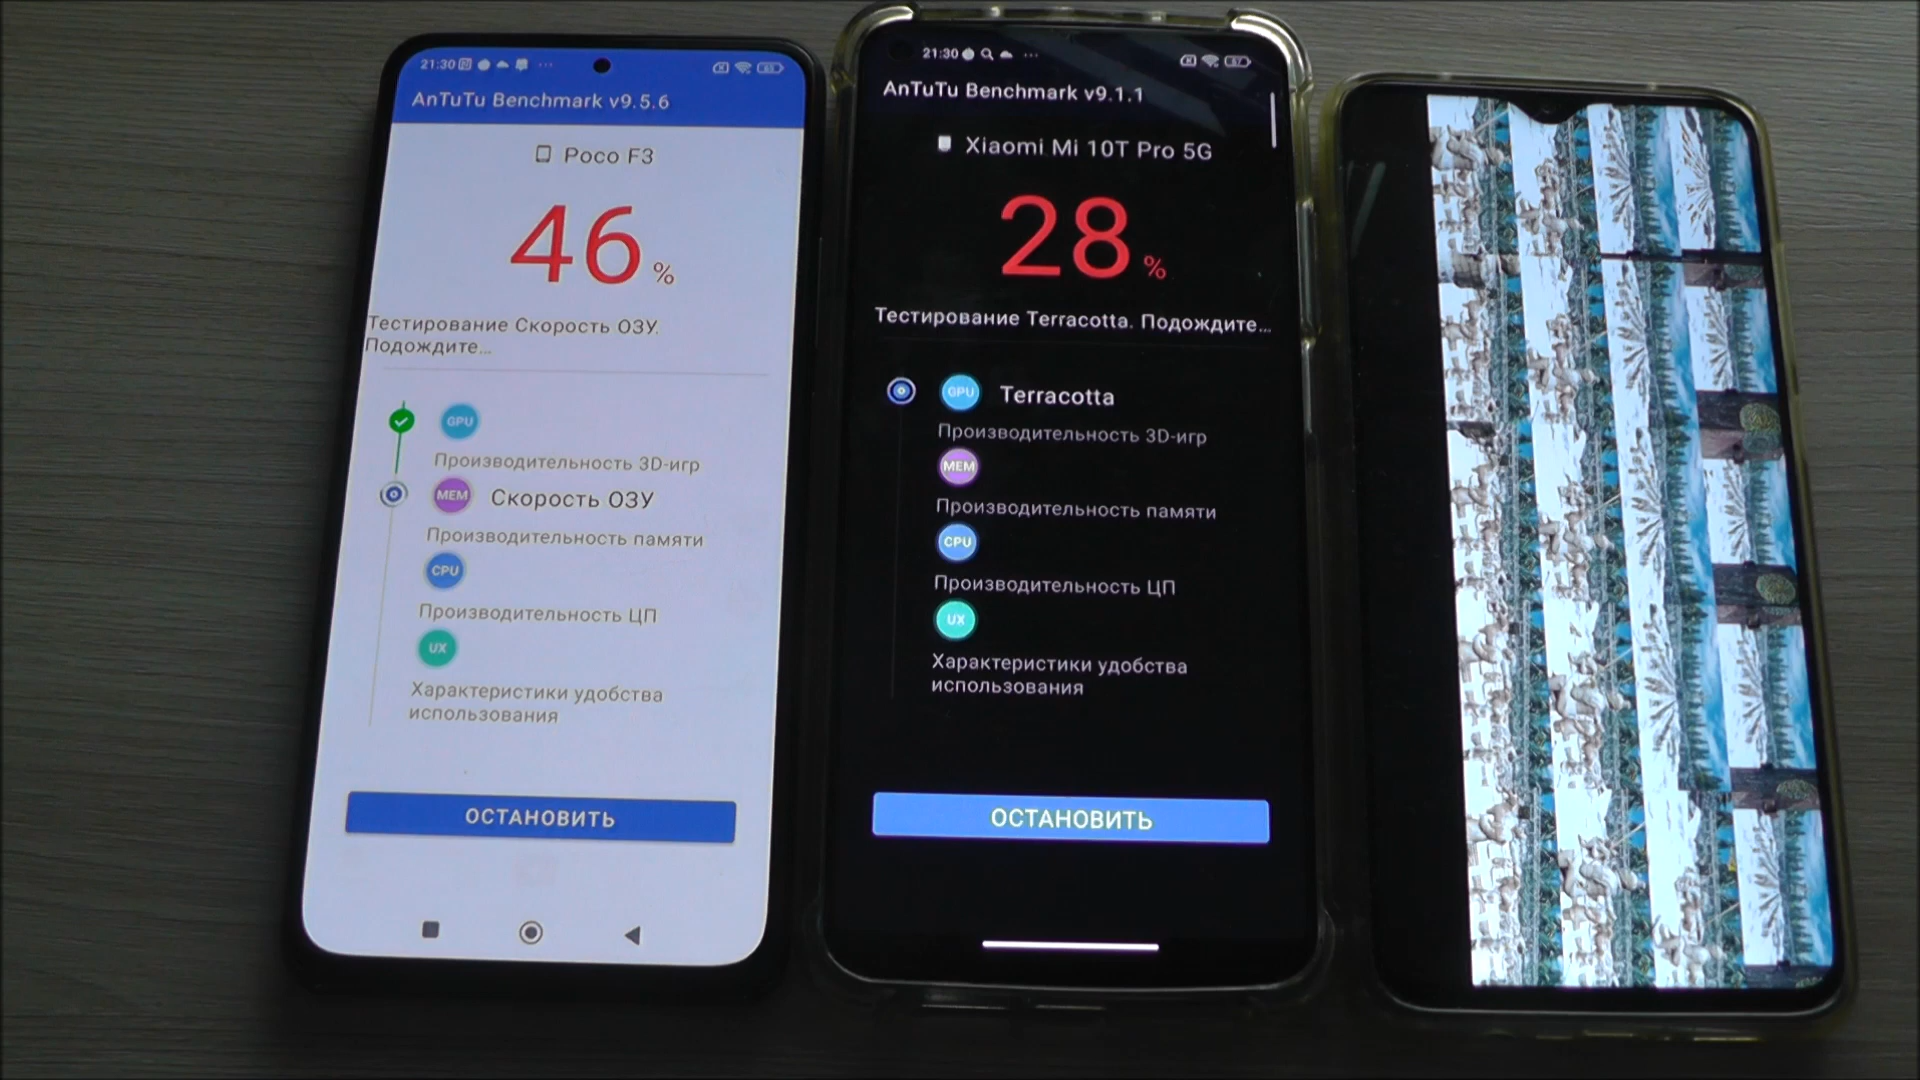 21:30
AnTuTu Benchmark v9.5.6
Poco F3
46 %
Тестирование Скорость ОЗУ.
Подождите...
GPU
Производительность 3D-игр
MEM Скорость ОЗУ
Производительность памяти
CPU
Производительность ЦП
UX
Характеристики удобства
использования
ОСТАНОВИТЬ
21:30
AnTuTu Benchmark v9.1.1
Xiaomi Mi 10T Pro 5G
28 %
Тестирование Terracotta. Подождите...
GPU Terracotta
Производительность 3D-игр
MEM
Производительность памяти
CPU
Производительность ЦП
UX
Характеристики удобства
использования
ОСТАНОВИТЬ